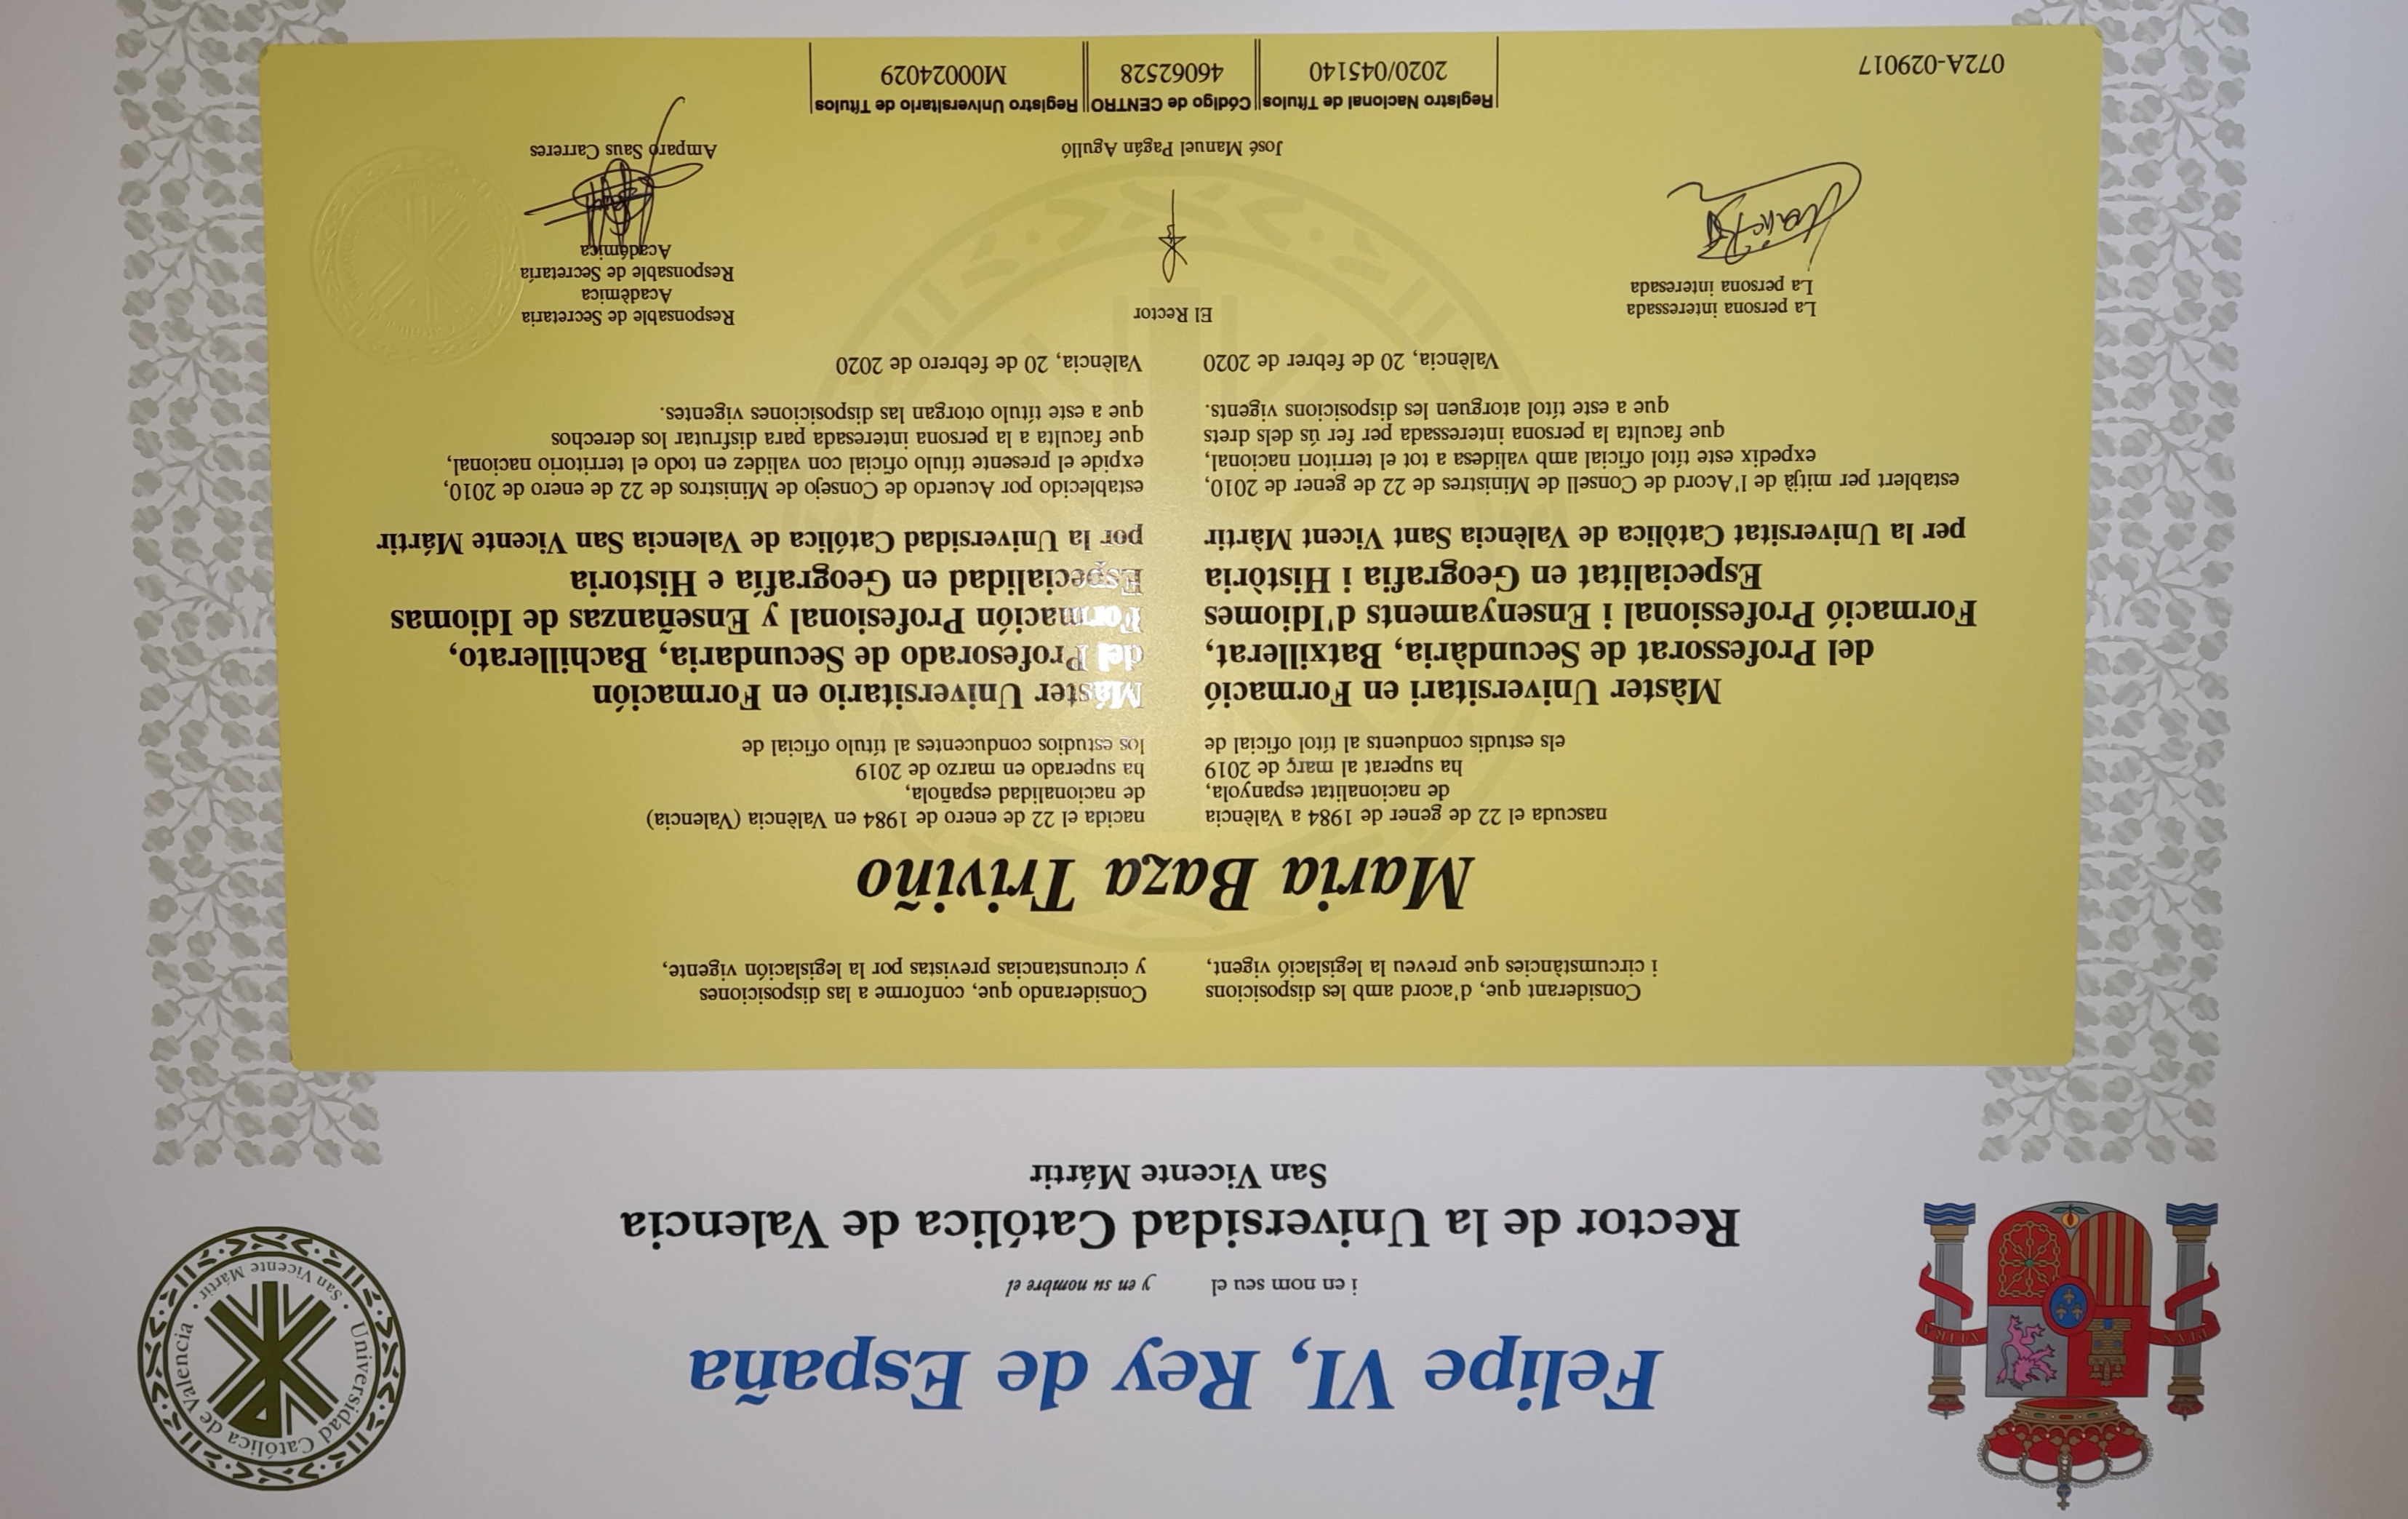 Felipe VI, Rey de España
i en nom seu el y en su nombre el
Rector de la Universidad Católica de Valencia
San Vicente Mártir
Universidad Católica de Valencia · San Vicente Mártir ·
Considerant que, d'acord amb les disposicions
i circumstàncies que preveu la legislació vigent,
Considerando que, conforme a las disposiciones
y circunstancias previstas por la legislación vigente,
Maria Baza Triviño
nascuda el 22 de gener de 1984 a València
de nacionalitat espanyola,
ha superat al març de 2019
els estudis conduents al títol oficial de
Màster Universitari en Formació
del Professorat de Secundària, Batxillerat,
Formació Professional i Ensenyaments d'Idiomes
Especialitat en Geografia i Història
per la Universitat Catòlica de València Sant Vicent Màrtir
establert per mitjà de l'Acord de Consell de Ministres de 22 de gener de 2010,
expedix este títol oficial amb validesa a tot el territori nacional,
que faculta la persona interessada per fer ús dels drets
que a este títol atorguen les disposicions vigents.
València, 20 de febrer de 2020
nacida el 22 de enero de 1984 en València (Valencia)
de nacionalidad española,
ha superado en marzo de 2019
los estudios conducentes al título oficial de
Máster Universitario en Formación
del Profesorado de Secundaria, Bachillerato,
Formación Profesional y Enseñanzas de Idiomas
Especialidad en Geografía e Historia
por la Universidad Católica de Valencia San Vicente Mártir
establecido por Acuerdo de Consejo de Ministros de 22 de enero de 2010,
expide el presente título oficial con validez en todo el territorio nacional,
que faculta a la persona interesada para disfrutar los derechos
que a este título otorgan las disposiciones vigentes.
València, 20 de febrero de 2020
La persona interessada
La persona interesada
El Rector
José Manuel Pagán Agulló
Responsable de Secretaria
Acadèmica
Responsable de Secretaría
Académica
Amparo Saus Carreres
072A-029017
Registro Nacional de Títulos Código de CENTRO Registro Universitario de Títulos
2020/045140 46062528 M00024029